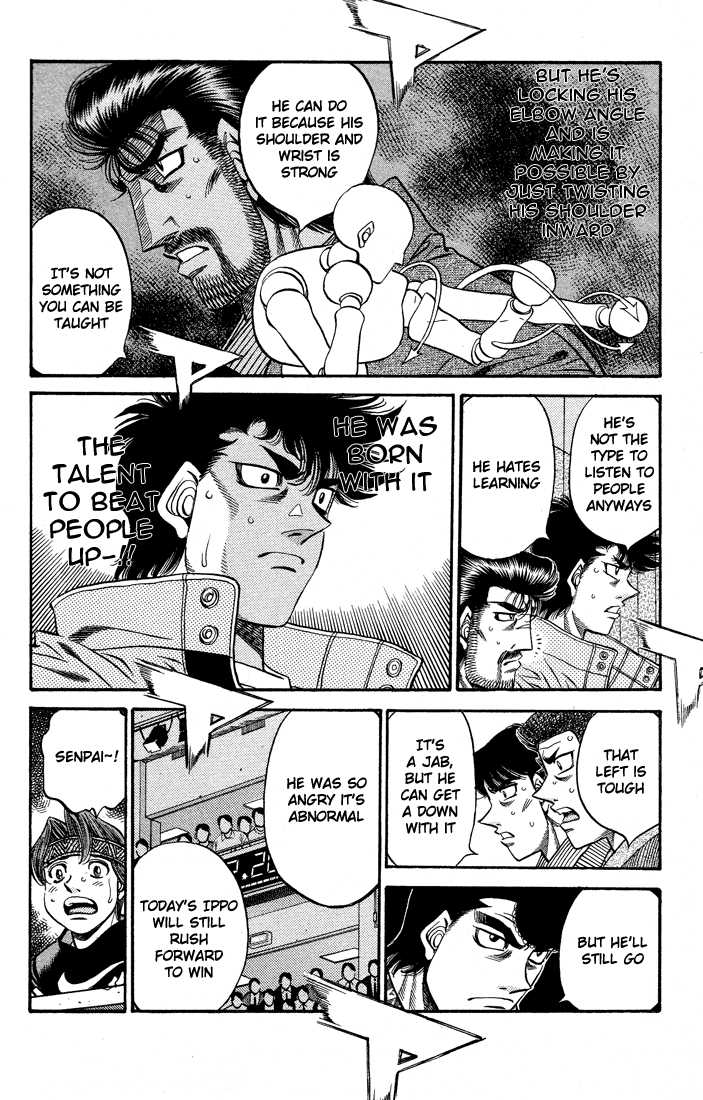 BUT HE'S
LOCKING HIS
ELBOW ANGLE
AND IS
MAKING IT
POSSIBLE BY
JUST TWISTING
HIS SHOULDER
INWARD
HE CAN DO
IT BECAUSE HIS
SHOULDER AND
WRIST IS
STRONG
IT'S NOT
SOMETHING
YOU CAN BE
TAUGHT
HE'S
NOT THE
TYPE TO
LISTEN TO
PEOPLE
ANYWAYS
HE HATES
LEARNING
HE WAS
BORN
WITH IT
THE
TALENT
TO BEAT
PEOPLE
UP~!!
THAT
LEFT IS
TOUGH
IT'S
A JAB,
BUT HE
CAN GET
A DOWN
WITH IT
BUT HE'LL
STILL GO
HE WAS SO
ANGRY IT'S
ABNORMAL
TODAY'S IPPO
WILL STILL
RUSH
FORWARD
TO WIN
SENPAI~!